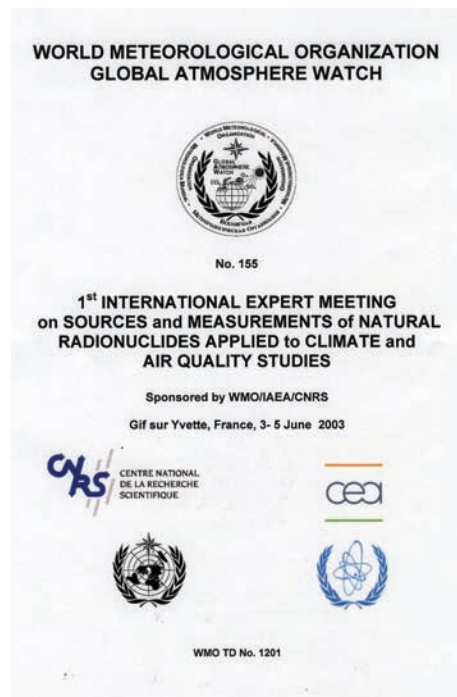 WORLD METEOROLOGICAL ORGANIZATION
GLOBAL ATMOSPHERE WATCH
GLOBAL
ATMOSPHERE
WATCH
No. 155
1st INTERNATIONAL EXPERT MEETING
on SOURCES and MEASUREMENTS of NATURAL
RADIONUCLIDES APPLIED to CLIMATE and
AIR QUALITY STUDIES
Sponsored by WMO/IAEA/CNRS
Gif sur Yvette, France, 3- 5 June 2003
CNRS
CENTRE NATIONAL
DE LA RECHERCHE
SCIENTIFIQUE
cea
WMO TD No. 1201